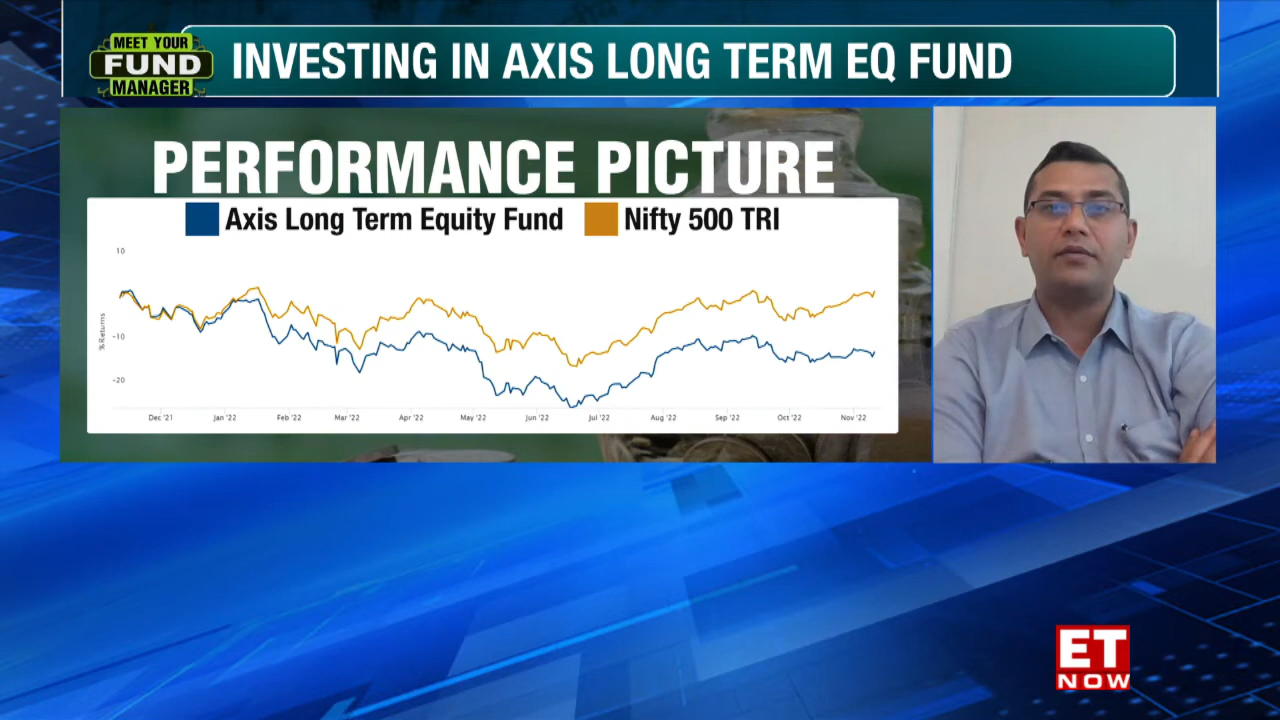 MEET YOUR
FUND
MANAGER
INVESTING IN AXIS LONG TERM EQ FUND
PERFORMANCE PICTURE
Axis Long Term Equity Fund
Nifty 500 TRI
10
-10
-20
% Returns
Dec '21
Jan '22
Feb '22
Mar '22
Apr '22
May '22
Jun '22
Jul '22
Aug '22
Sep '22
Oct '22
Nov '22
ET
NOW